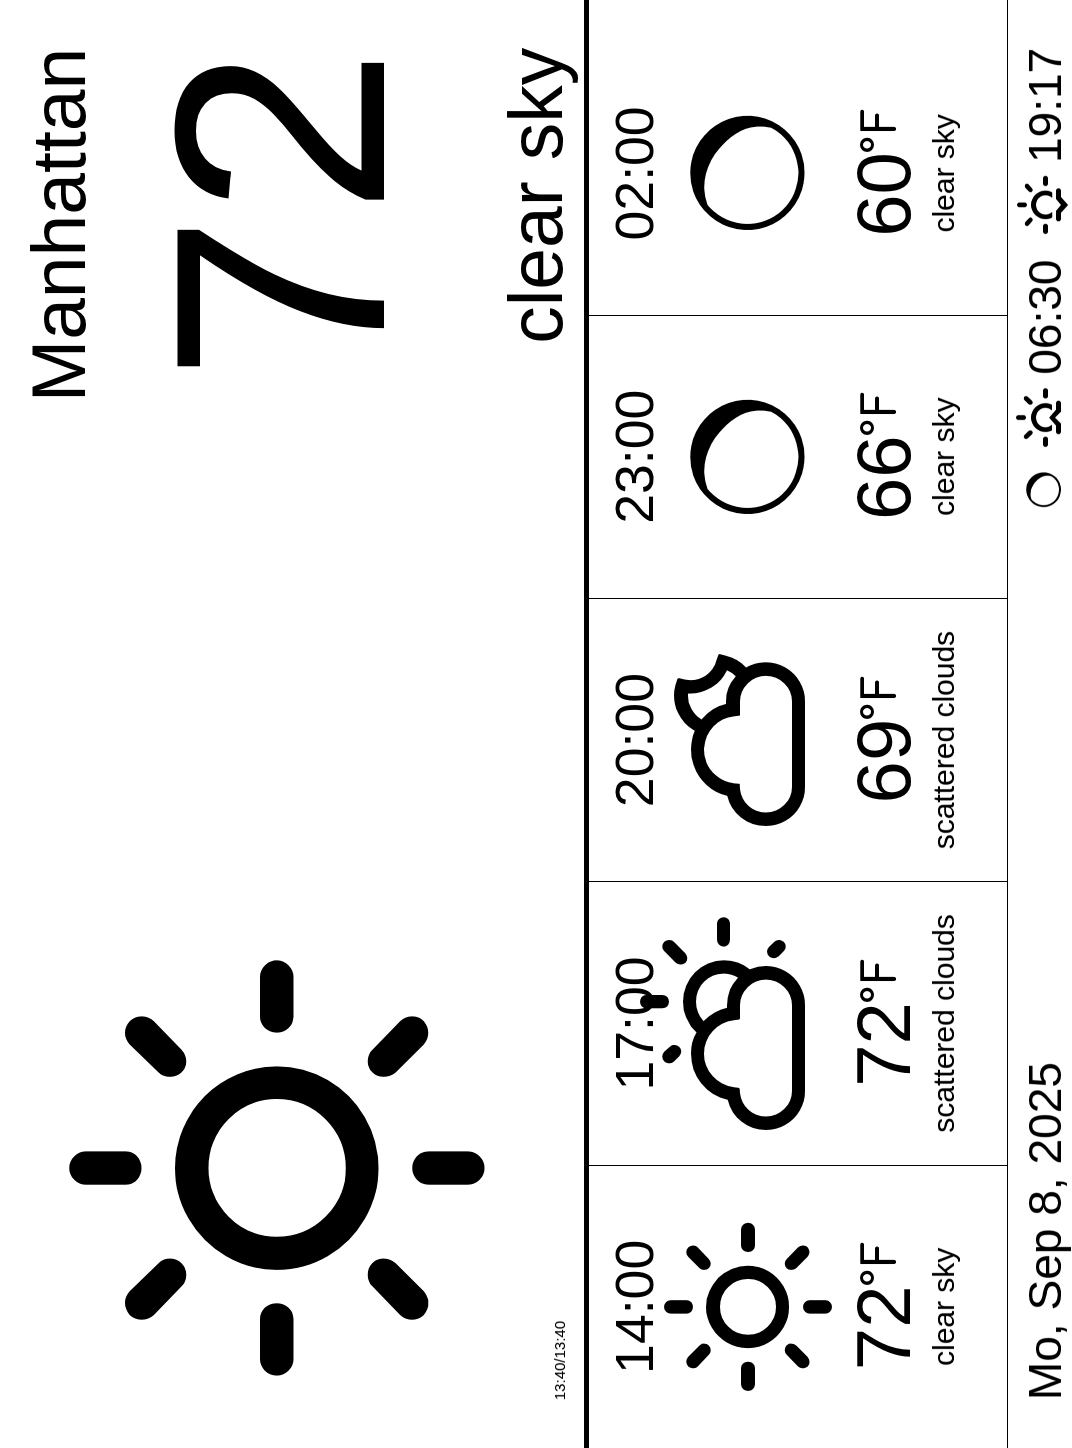 Manhattan
72
clear sky
13:40/13:40
14:00 17:00 20:00 23:00 02:00
72°F 72°F 69°F 66°F 60°F
clear sky scattered clouds scattered clouds clear sky clear sky
Mo, Sep 8, 2025 06:30 19:17